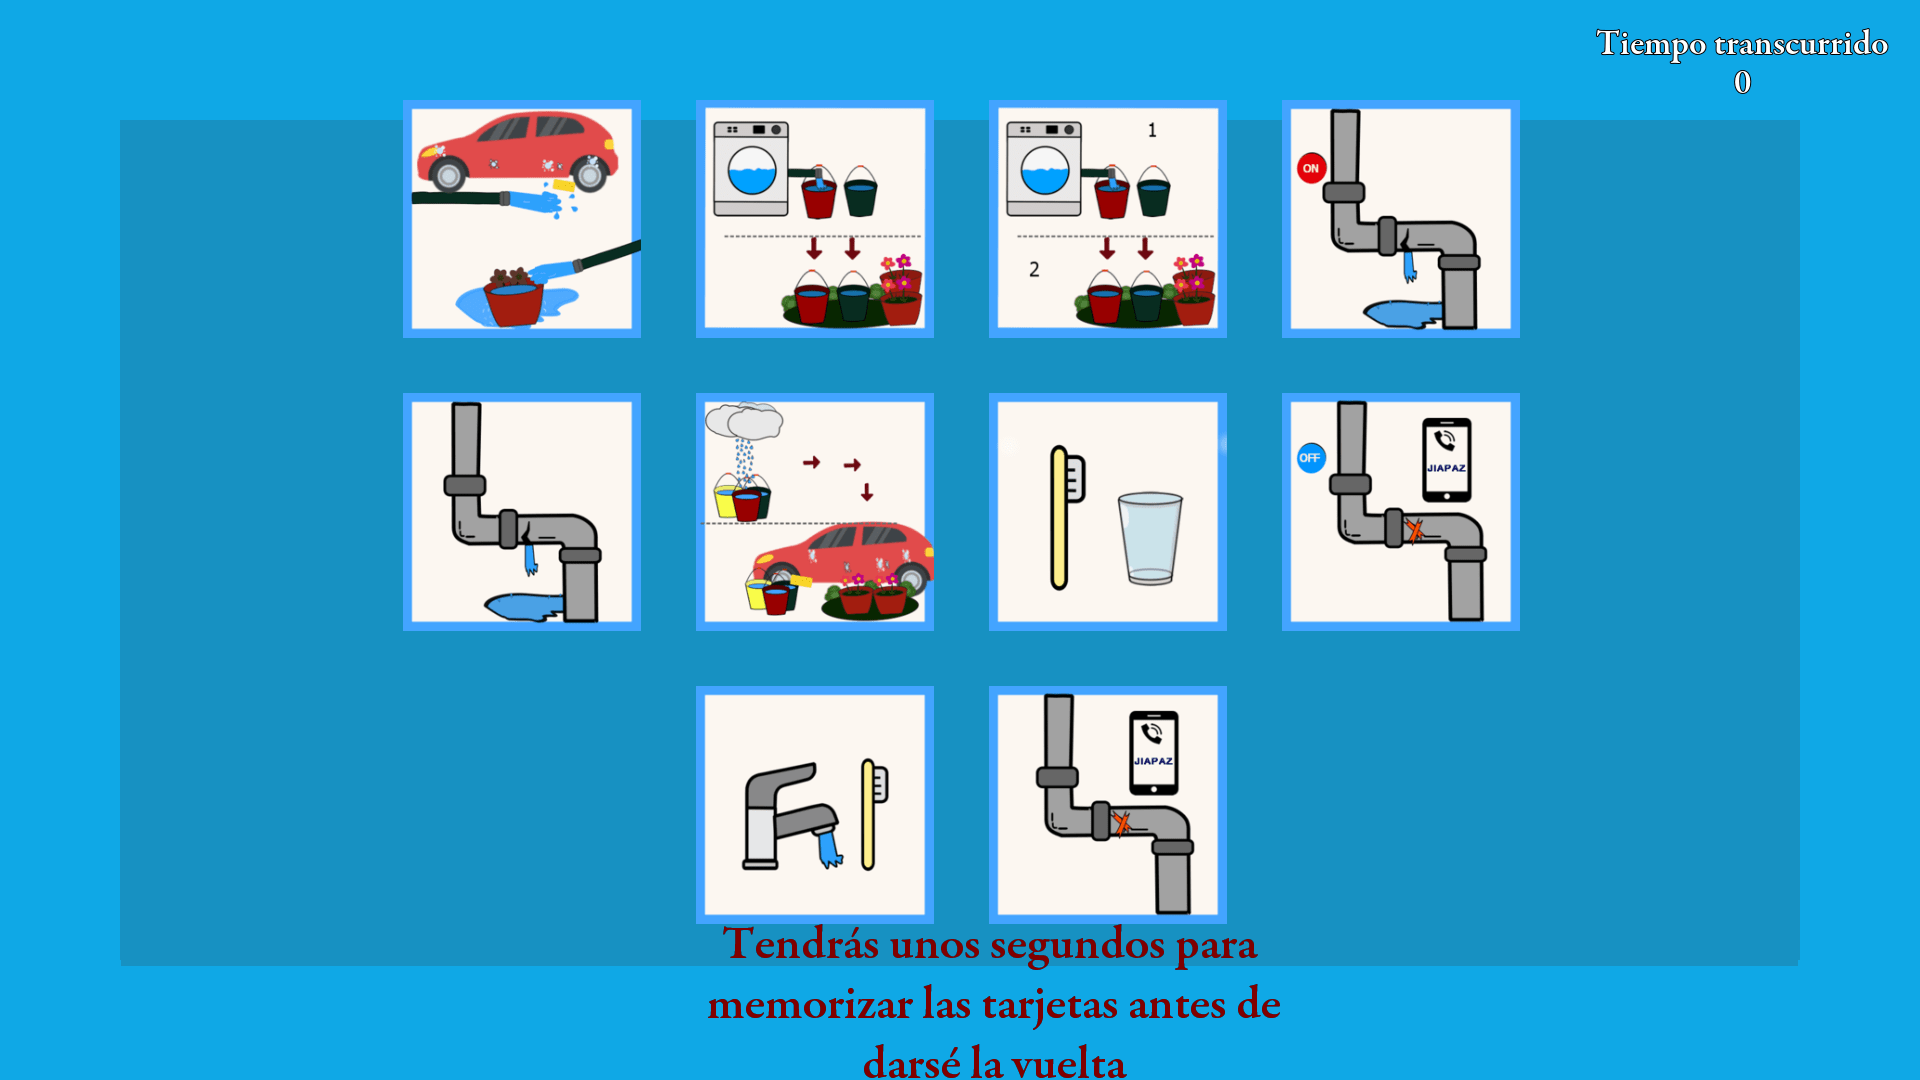 Tiempo transcurrido
0
1
2
ON
OFF
JIAPAZ
JIAPAZ
Tendrás unos segundos para
memorizar las tarjetas antes de
darsé la vuelta